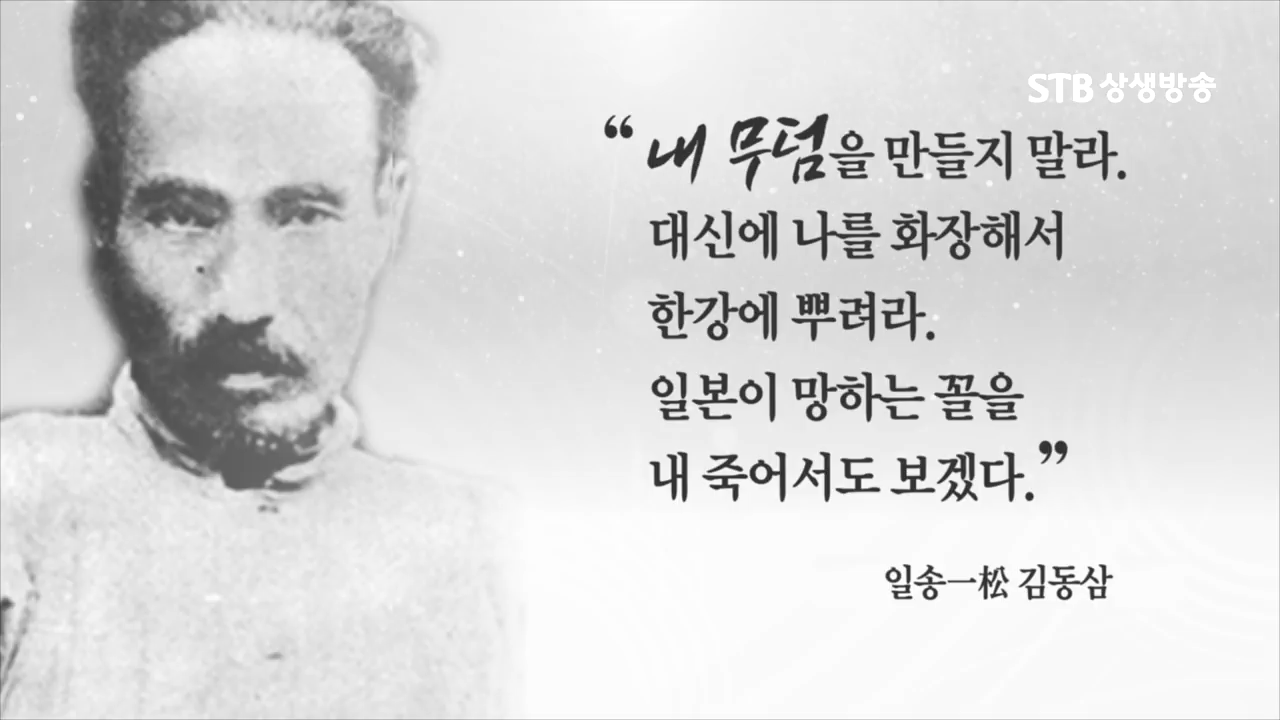 STB 상생방송
“내 무덤을 만들지 말라.
대신에 나를 화장해서
한강에 뿌려라.
일본이 망하는 꼴을
내 죽어서도 보겠다.”
일송一松 김동삼